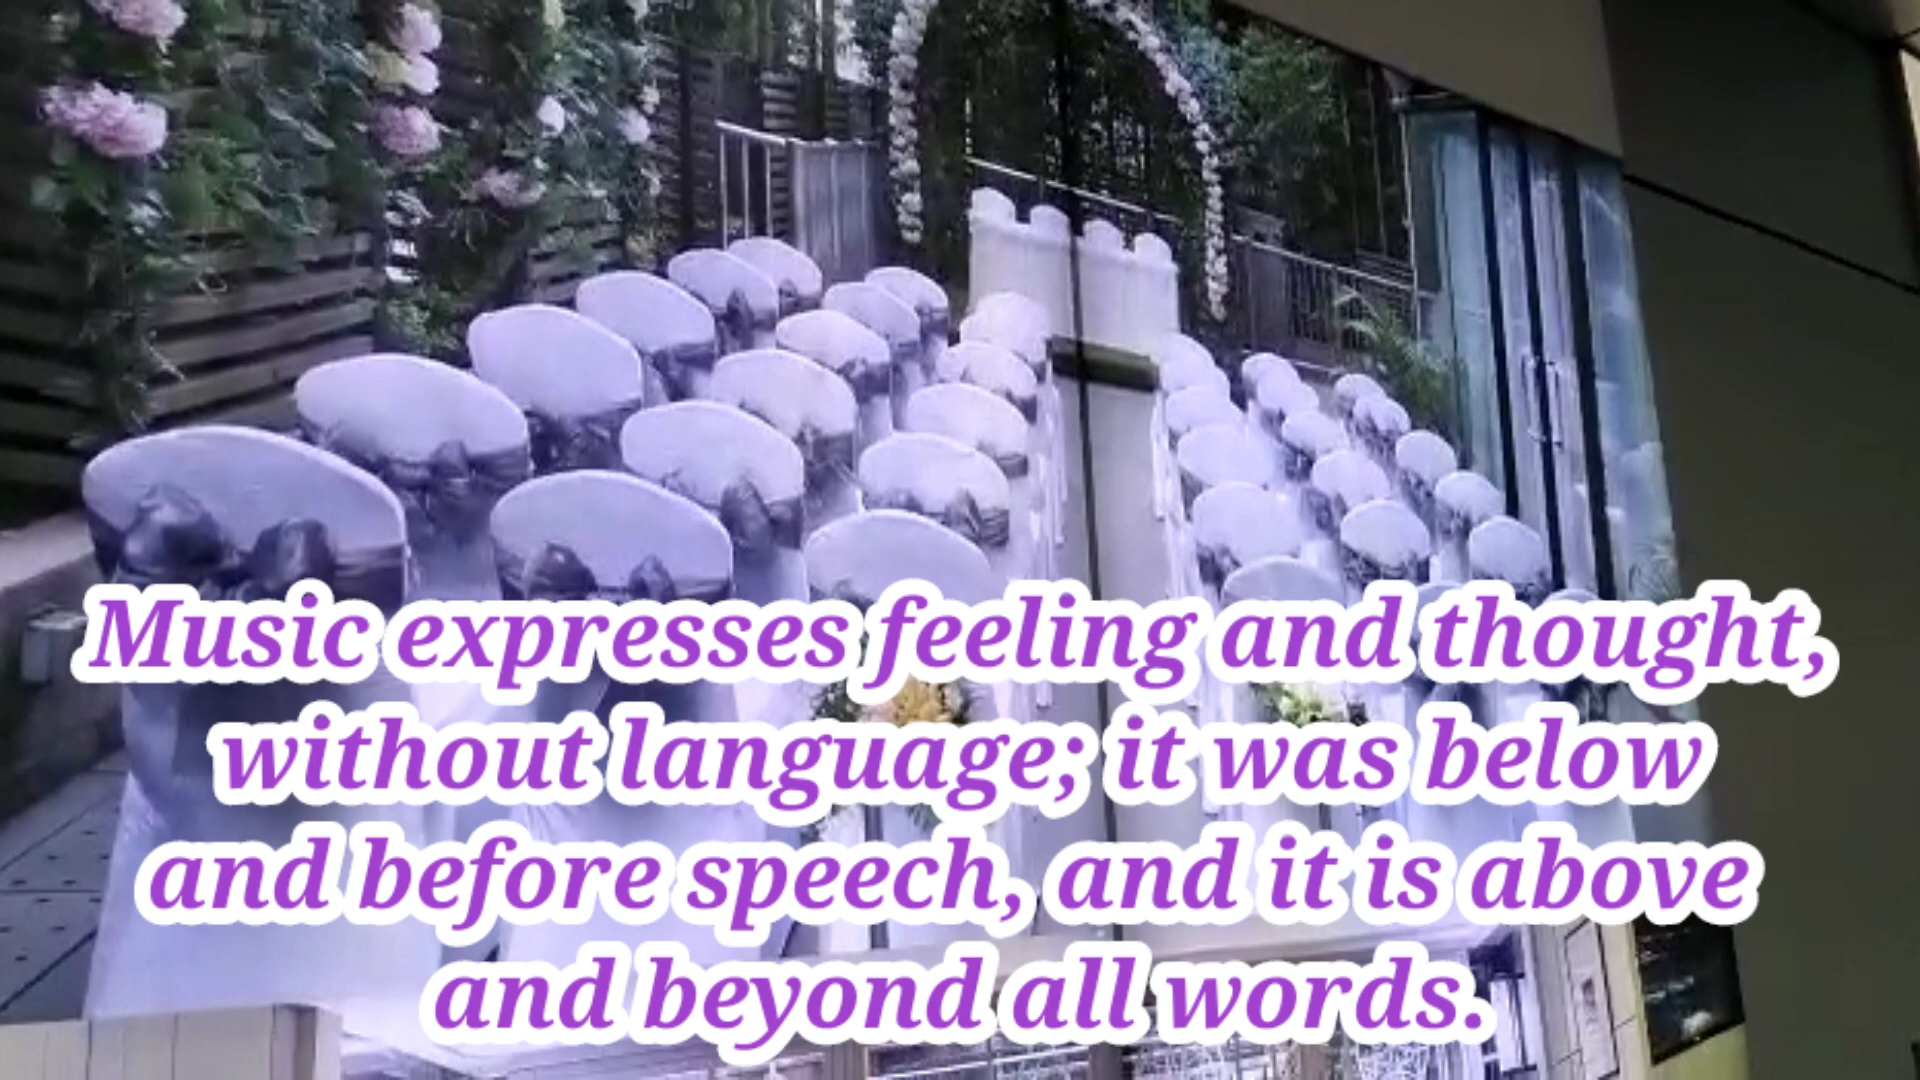 Music expresses feeling and thought,
without language; it was below
and before speech, and it is above
and beyond all words.